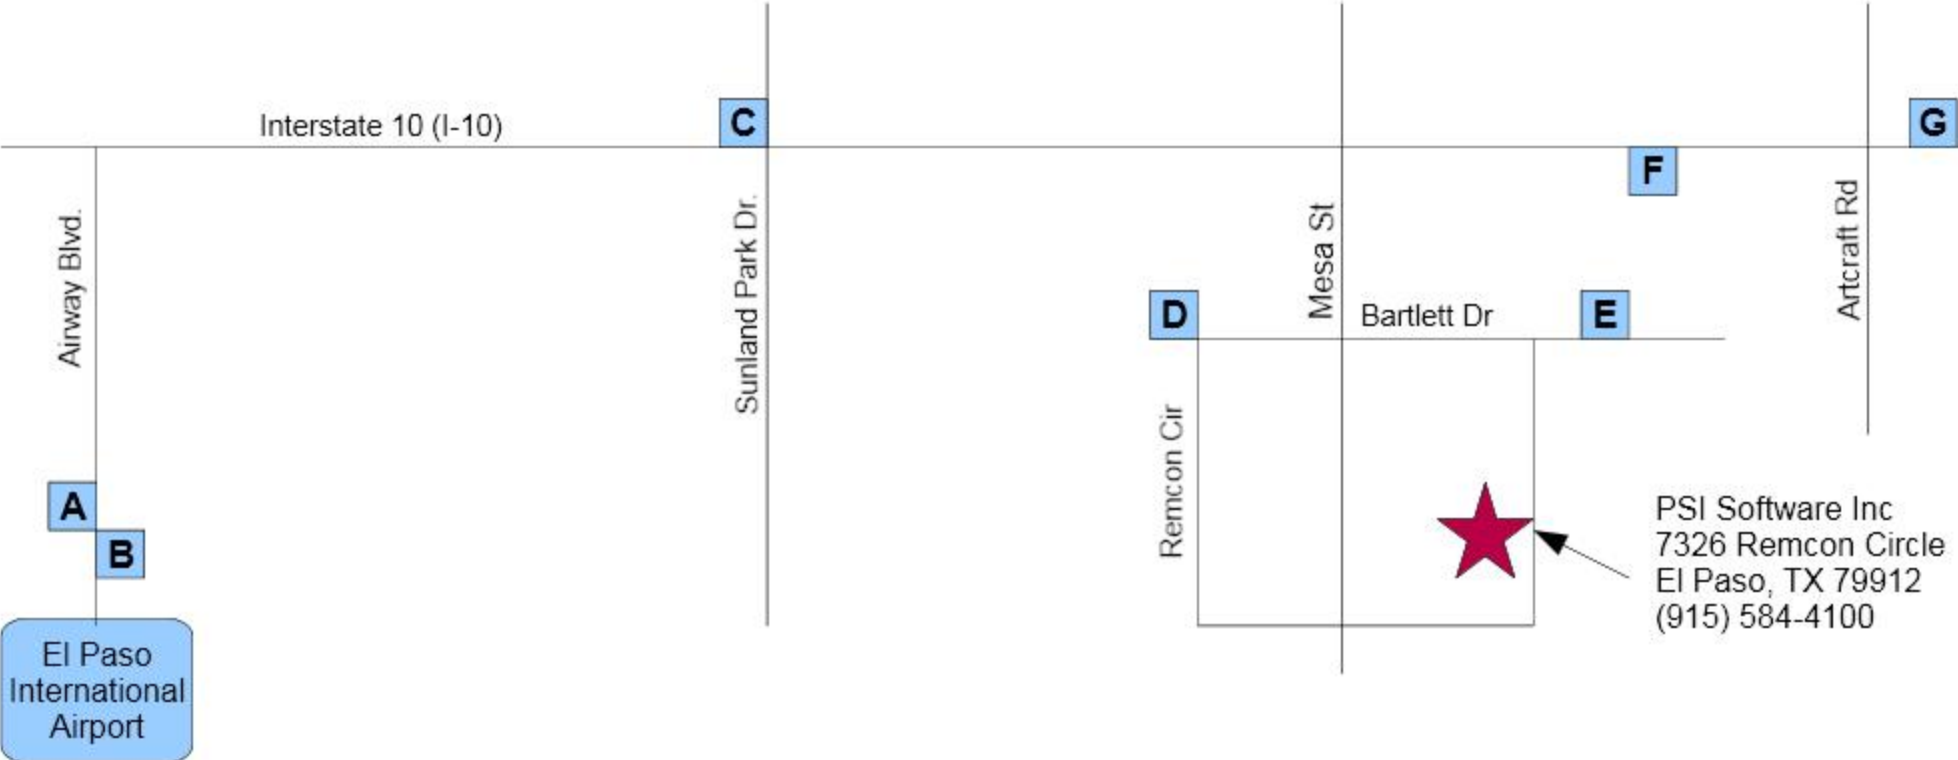 C
G
Interstate 10 (I-10)
F
Airway Blvd.
Sunland Park Dr.
Mesa St
Artcraft Rd
D
Bartlett Dr
E
Remcon Cir
A
B
PSI Software Inc
7326 Remcon Circle
El Paso, TX 79912
(915) 584-4100
El Paso
International
Airport